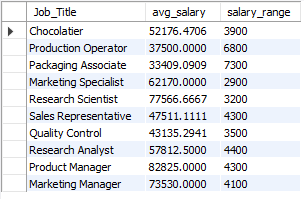 Job_Title avg_salary salary_range
Chocolatier 52176.4706 3900
Production Operator 37500.0000 6800
Packaging Associate 33409.0909 7300
Marketing Specialist 62170.0000 2900
Research Scientist 77566.6667 3200
Sales Representative 47511.1111 4300
Quality Control 43135.2941 3500
Research Analyst 57812.5000 4400
Product Manager 82825.0000 4300
Marketing Manager 73530.0000 4100